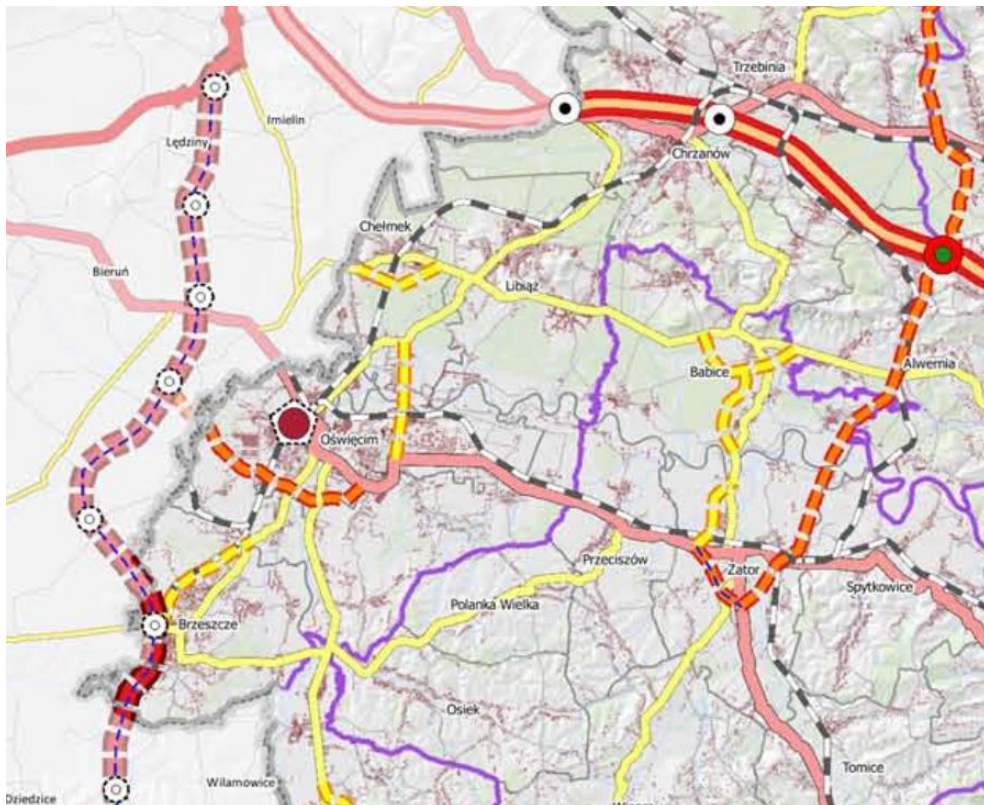 Trzebinia
Imielin
Lędziny
Chrzanów
Chełmek
Bieruń
Libiąż
Alwernia
Babice
Oświęcim
Przeciszów
Zator
Spytkowice
Polanka Wielka
Brzeszcze
Osiek
Tomice
Wilamowice
Dziedzice